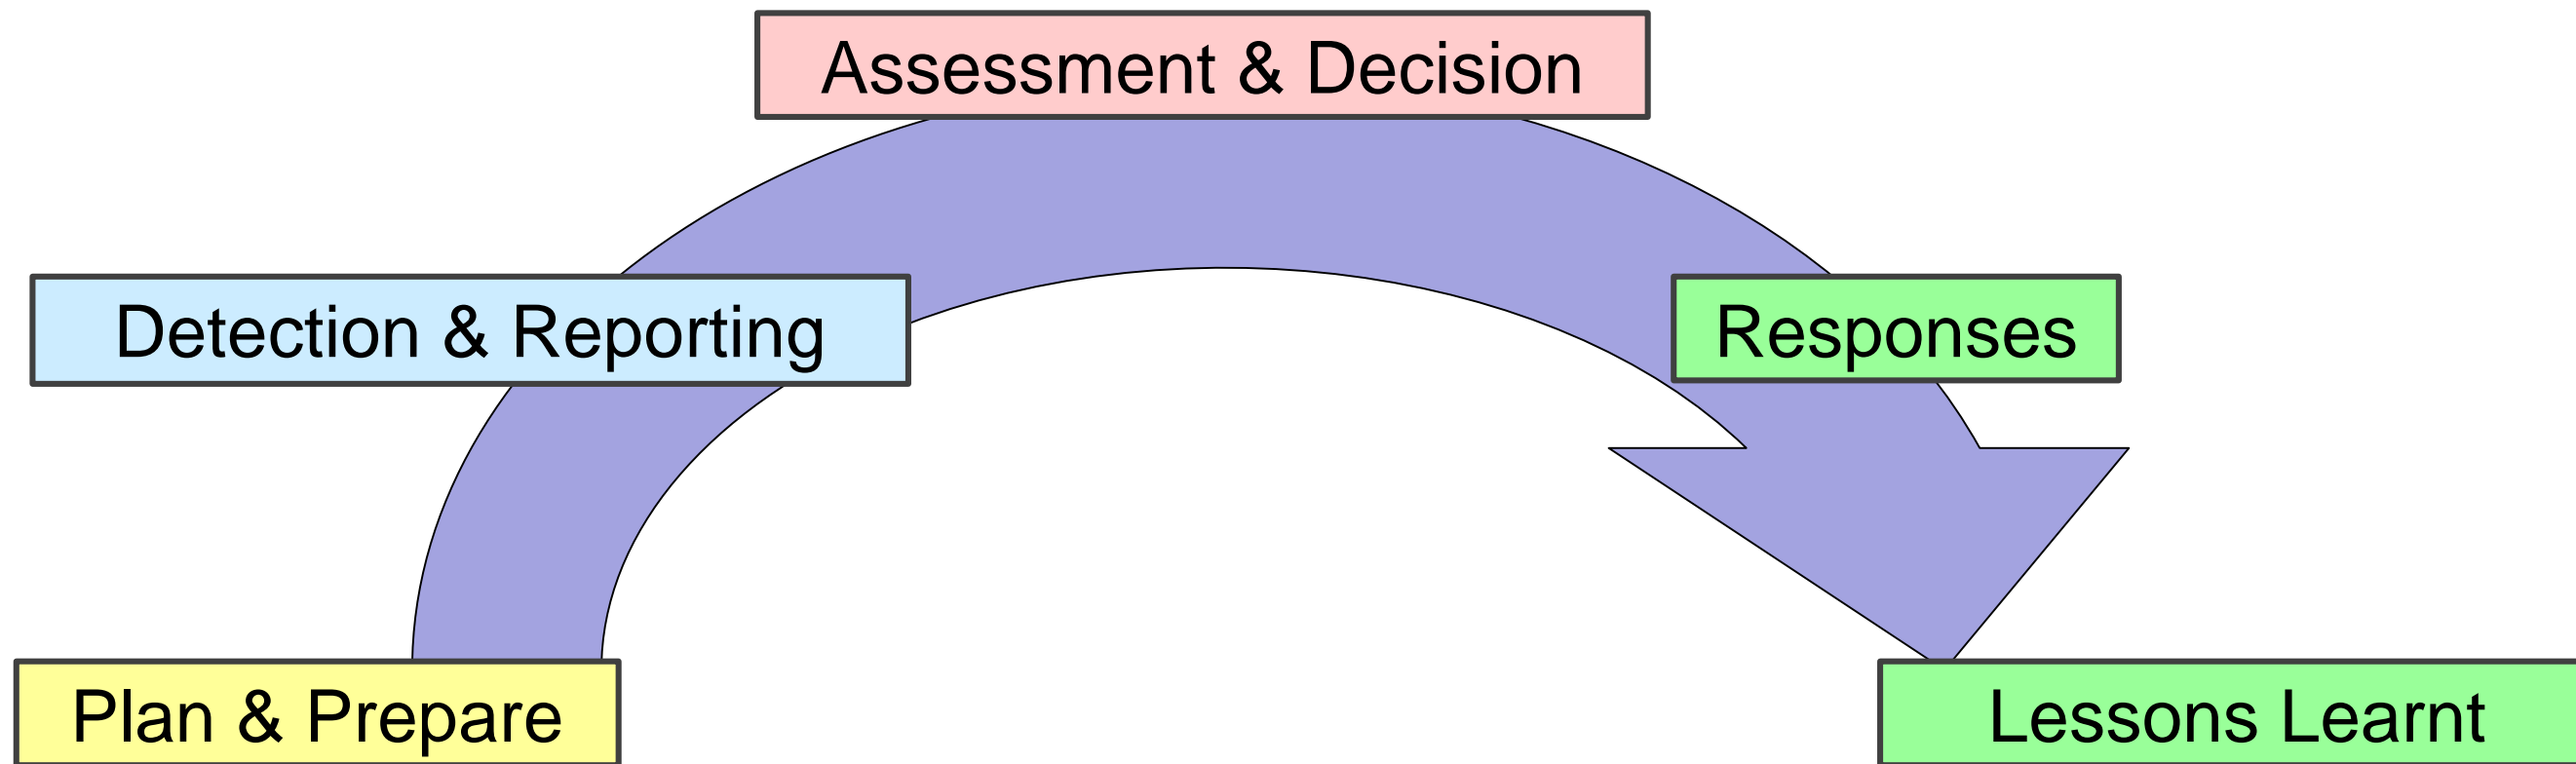 Assessment & Decision
Detection & Reporting
Responses
Plan & Prepare
Lessons Learnt